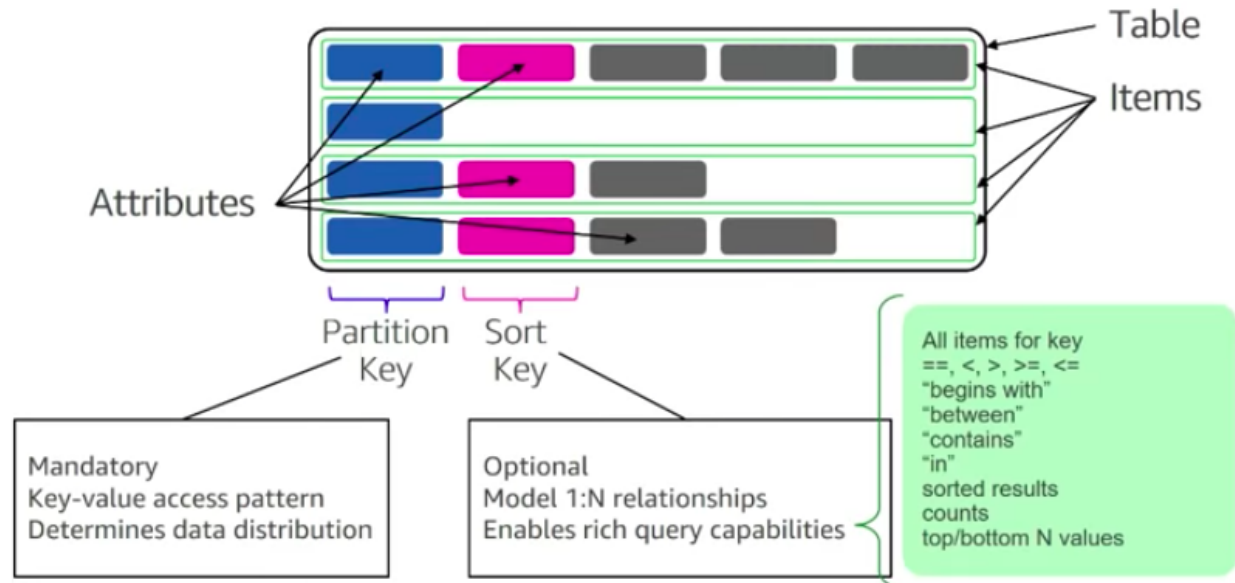 Table
Items
Attributes
Partition
Key
Sort
Key
Mandatory
Key-value access pattern
Determines data distribution
Optional
Model 1:N relationships
Enables rich query capabilities
All items for key
==, <, >, >=, <=
“begins with”
“between”
“contains”
“in”
sorted results
counts
top/bottom N values